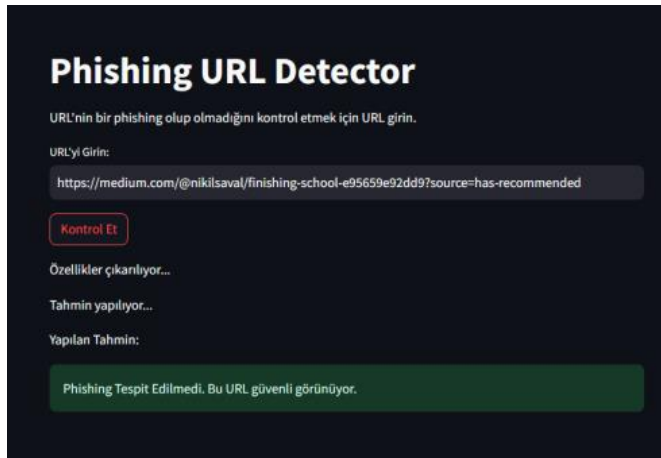 Phishing URL Detector
URL'nin bir phishing olup olmadığını kontrol etmek için URL girin.
URL'yi Girin:
https://medium.com/@nikilsaval/finishing-school-e95659e92dd9?source=has-recommended
Kontrol Et
Özellikler çıkarılıyor...
Tahmin yapılıyor...
Yapılan Tahmin:
Phishing Tespit Edilmedi. Bu URL güvenli görünüyor.